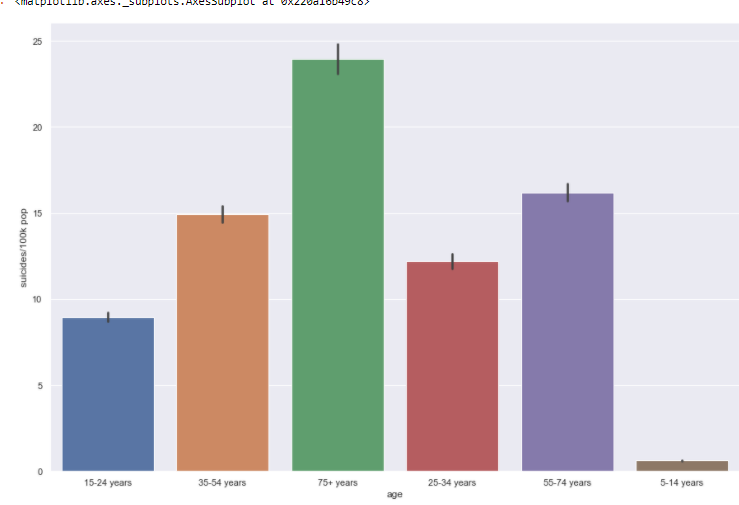 <matplotlib.axes._subplots.AxesSubplot at 0x220a16b49c8>
25
20
15
10
5
0
suicides/100k pop
15-24 years
35-54 years
75+ years
25-34 years
55-74 years
5-14 years
age